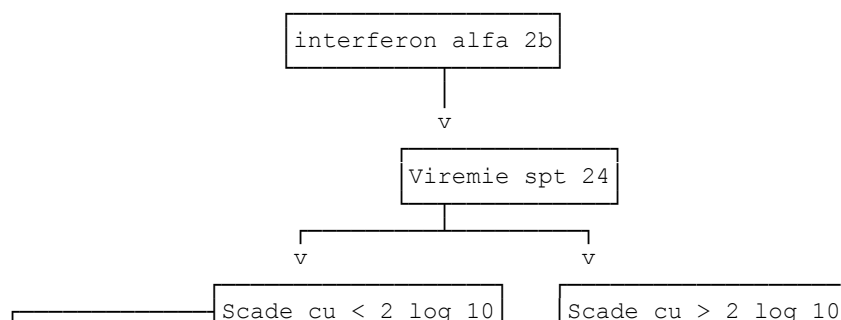 interferon alfa 2b
v
Viremie spt 24
v v
Scade cu < 2 log 10 Scade cu > 2 log 10